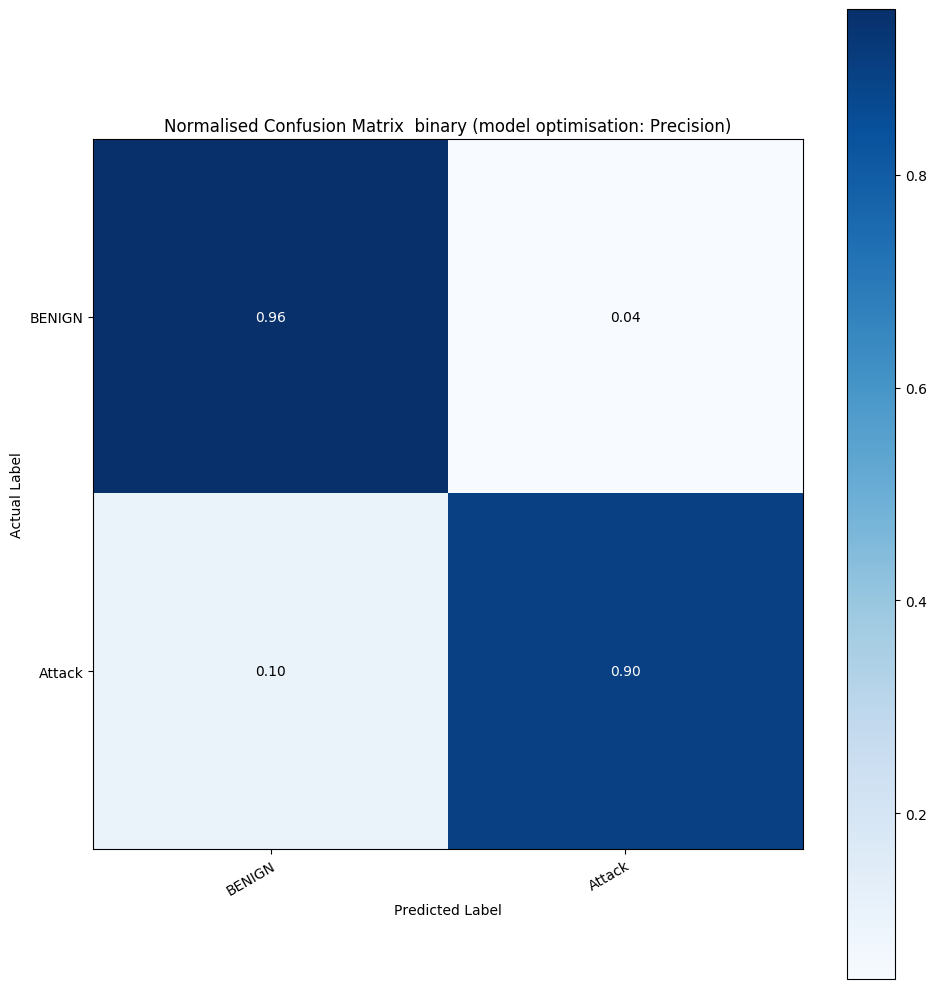 Normalised Confusion Matrix  binary (model optimisation: Precision)
0.8
0.6
0.4
0.2
BENIGN
0.96
0.04
Actual Label
Attack
0.10
0.90
BENIGN
Attack
Predicted Label